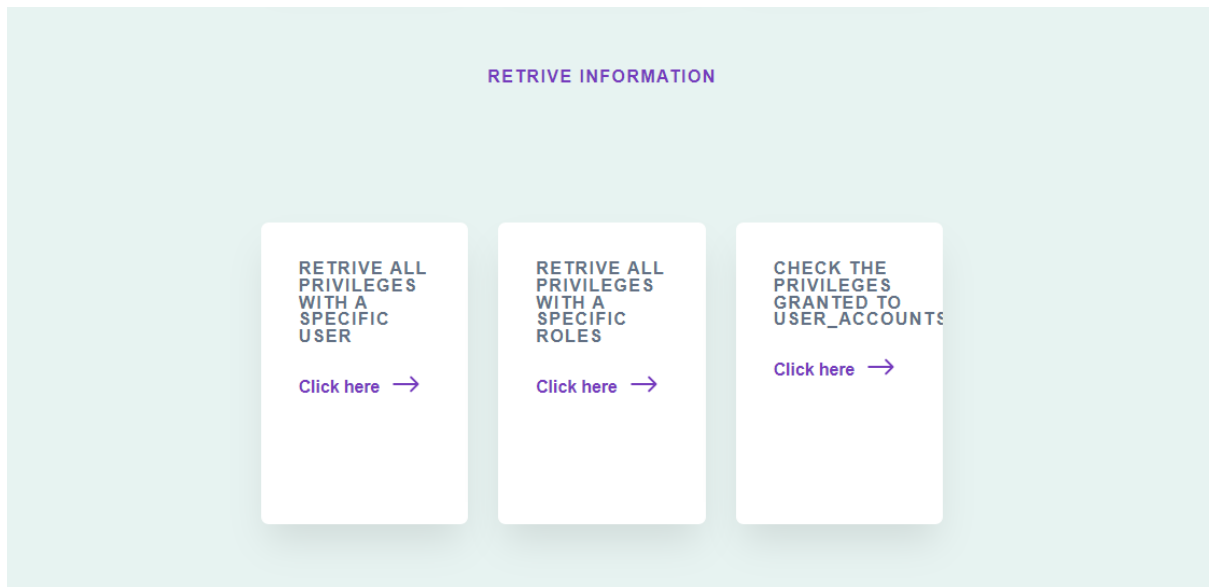 RETRIVE INFORMATION
RETRIVE ALL
PRIVILEGES
WITH A
SPECIFIC
USER
Click here
RETRIVE ALL
PRIVILEGES
WITH A
SPECIFIC
ROLES
Click here
CHECK THE
PRIVILEGES
GRANTED TO
USER_ACCOUNTS
Click here